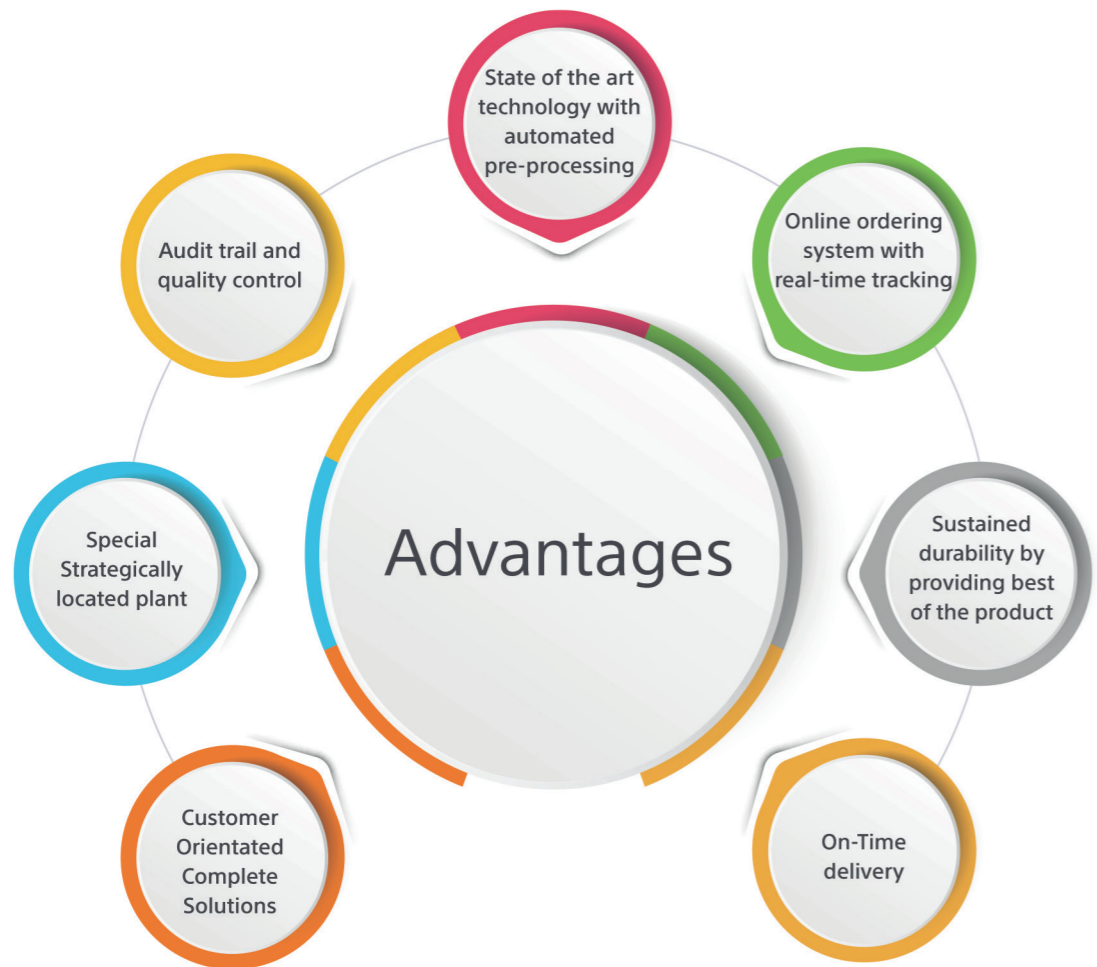 State of the art
technology with
automated
pre-processing
Online ordering
system with
real-time tracking
Sustained
durability by
providing best
of the product
On-Time
delivery
Customer
Orientated
Complete
Solutions
Special
Strategically
located plant
Audit trail and
quality control
Advantages